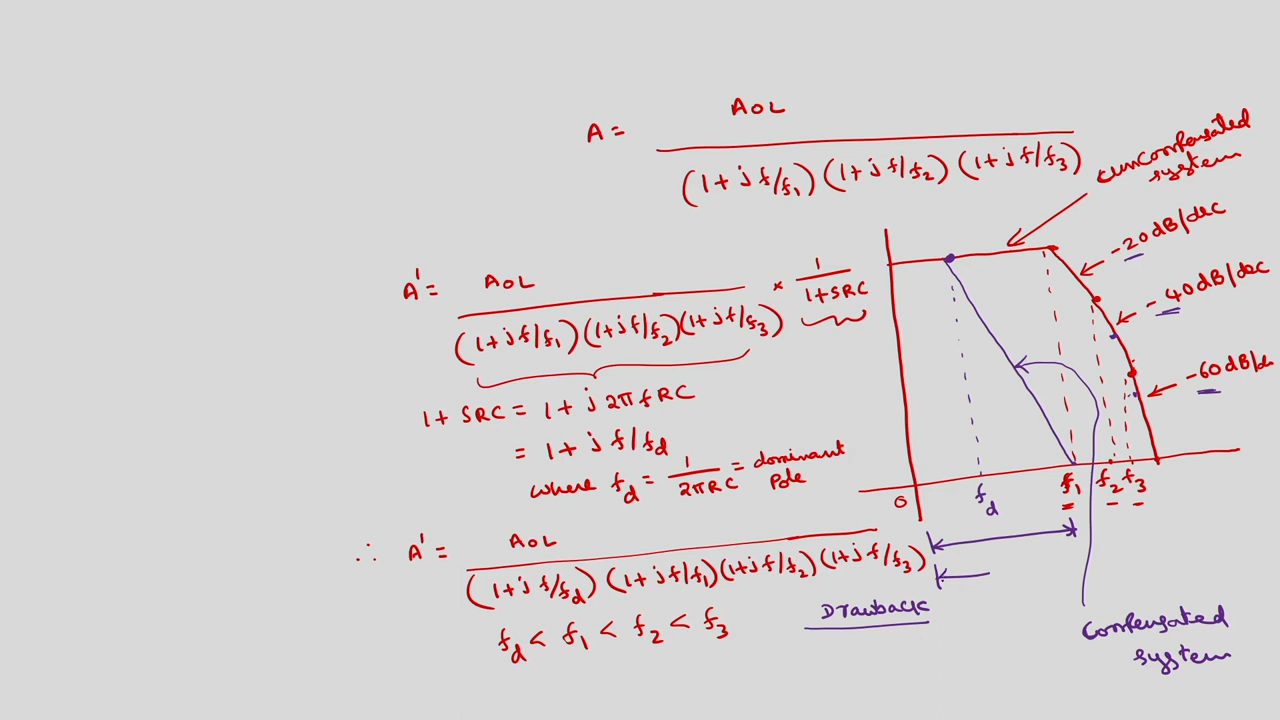 A = AOL
(1+jf/f₁)(1+jf/f₂)(1+jf/f₃)
A' = AOL × 1
(1+jf/f₁)(1+jf/f₂)(1+jf/f₃) 1+SRC
1+SRC = 1+j2πfRC
= 1+jf/fd
where fd = 1/2πRC = dominant pole
∴ A' = AOL
(1+jf/fd)(1+jf/f₁)(1+jf/f₂)(1+jf/f₃)
fd < f₁ < f₂ < f₃
system
-20dB/dec
-40dB/dec
-60dB/d
0
fd
f₁
f₂
f₃
Drawback
Compensated
system